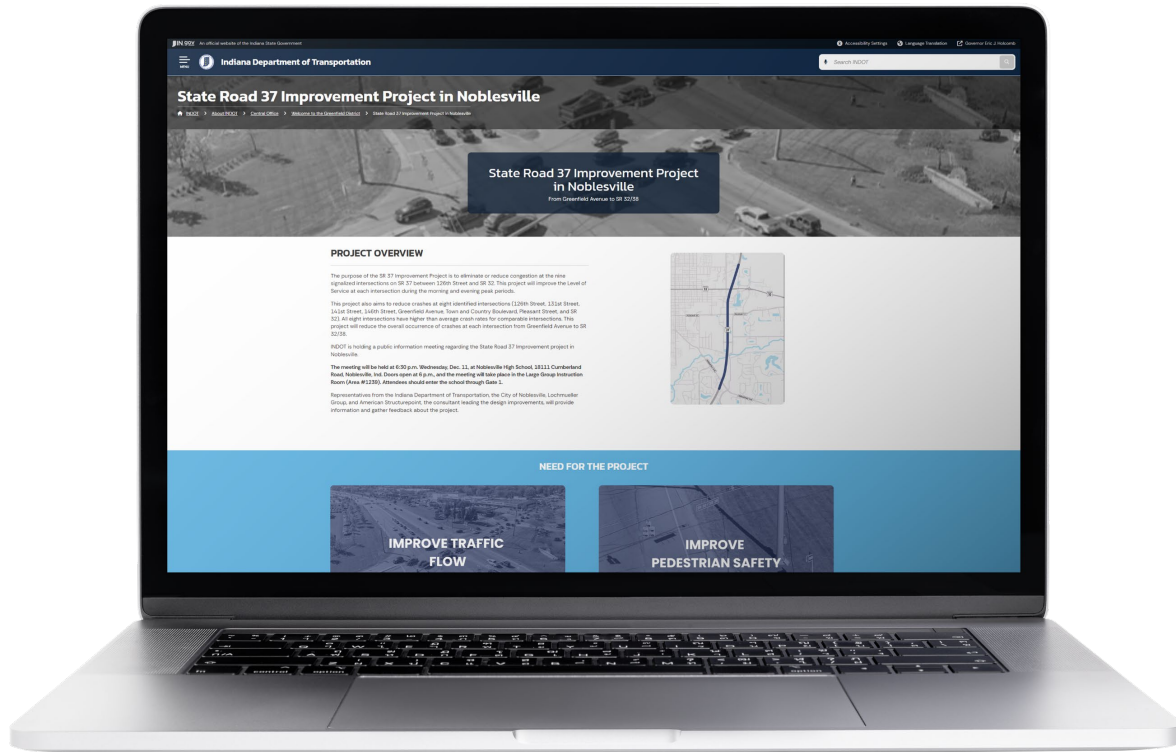 IN.gov An official website of the Indiana State Government
Accessibility Settings Language Translation Governor Eric J. Holcomb
MENU
Indiana Department of Transportation
Search INDOT
State Road 37 Improvement Project in Noblesville
INDOT > About INDOT > Central Office > Welcome to the Greenfield District > State Road 37 Improvement Project in Noblesville
State Road 37 Improvement Project
in Noblesville
From Greenfield Avenue to SR 32/38
PROJECT OVERVIEW
The purpose of the SR 37 Improvement Project is to eliminate or reduce congestion at the nine
signalized intersections on SR 37 between 126th Street and SR 32. This project will improve the Level of
Service at each intersection during the morning and evening peak periods.
This project also aims to reduce crashes at eight identified intersections (126th Street, 131st Street,
141st Street, 146th Street, Greenfield Avenue, Town and Country Boulevard, Pleasant Street, and SR
32). All eight intersections have higher than average crash rates for comparable intersections. This
project will reduce the overall occurrence of crashes at each intersection from Greenfield Avenue to SR
32/38.
INDOT is holding a public information meeting regarding the State Road 37 Improvement project in
Noblesville.
The meeting will be held at 6:30 p.m. Wednesday, Dec. 11, at Noblesville High School, 18111 Cumberland
Road, Noblesville, Ind. Doors open at 6 p.m., and the meeting will take place in the Large Group Instruction
Room (Area #1239). Attendees should enter the school through Gate 1.
Representatives from the Indiana Department of Transportation, the City of Noblesville, Lochmueller
Group, and American Structurepoint, the consultant leading the design improvements, will provide
information and gather feedback about the project.
NEED FOR THE PROJECT
IMPROVE TRAFFIC
FLOW
IMPROVE
PEDESTRIAN SAFETY
control option
option